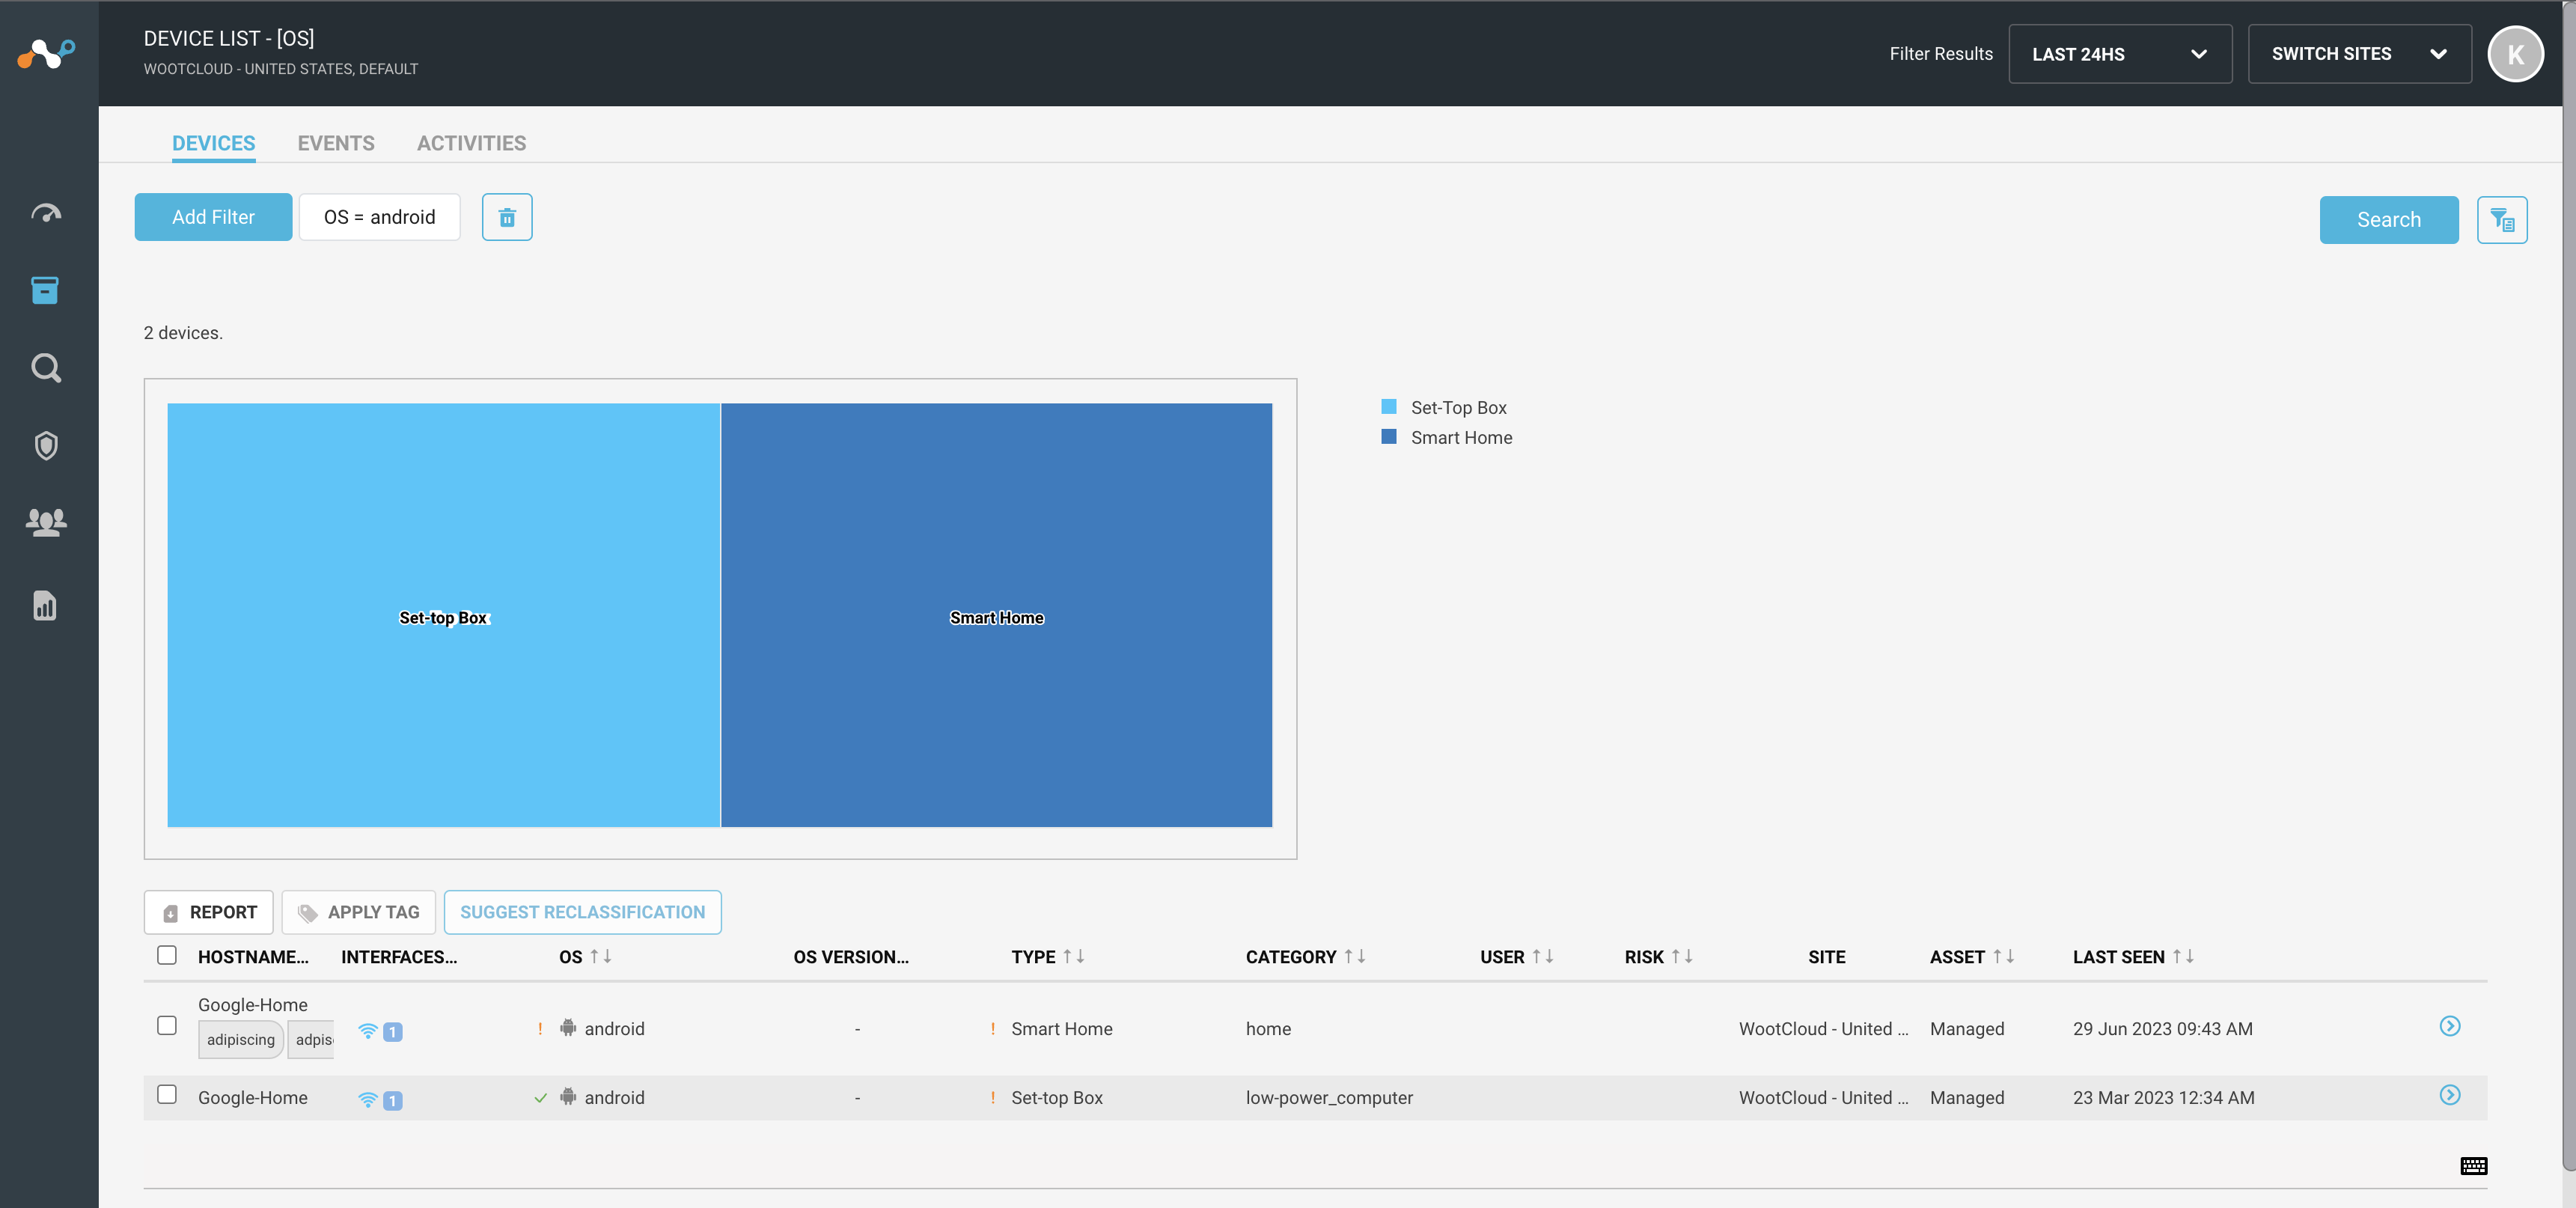 DEVICE LIST - [OS]
WOOTCLOUD - UNITED STATES, DEFAULT
Filter Results
LAST 24HS
SWITCH SITES
K
DEVICES EVENTS ACTIVITIES
Add Filter
OS = android
Search
2 devices.
Set-top Box
Smart Home
Set-Top Box
Smart Home
REPORT
APPLY TAG
SUGGEST RECLASSIFICATION
HOSTNAME... INTERFACES... OS OS VERSION... TYPE CATEGORY USER RISK SITE ASSET LAST SEEN
Google-Home
adipiscing adpis
1 ! android - ! Smart Home home WootCloud - United ... Managed 29 Jun 2023 09:43 AM
Google-Home 1 android - ! Set-top Box low-power_computer WootCloud - United ... Managed 23 Mar 2023 12:34 AM